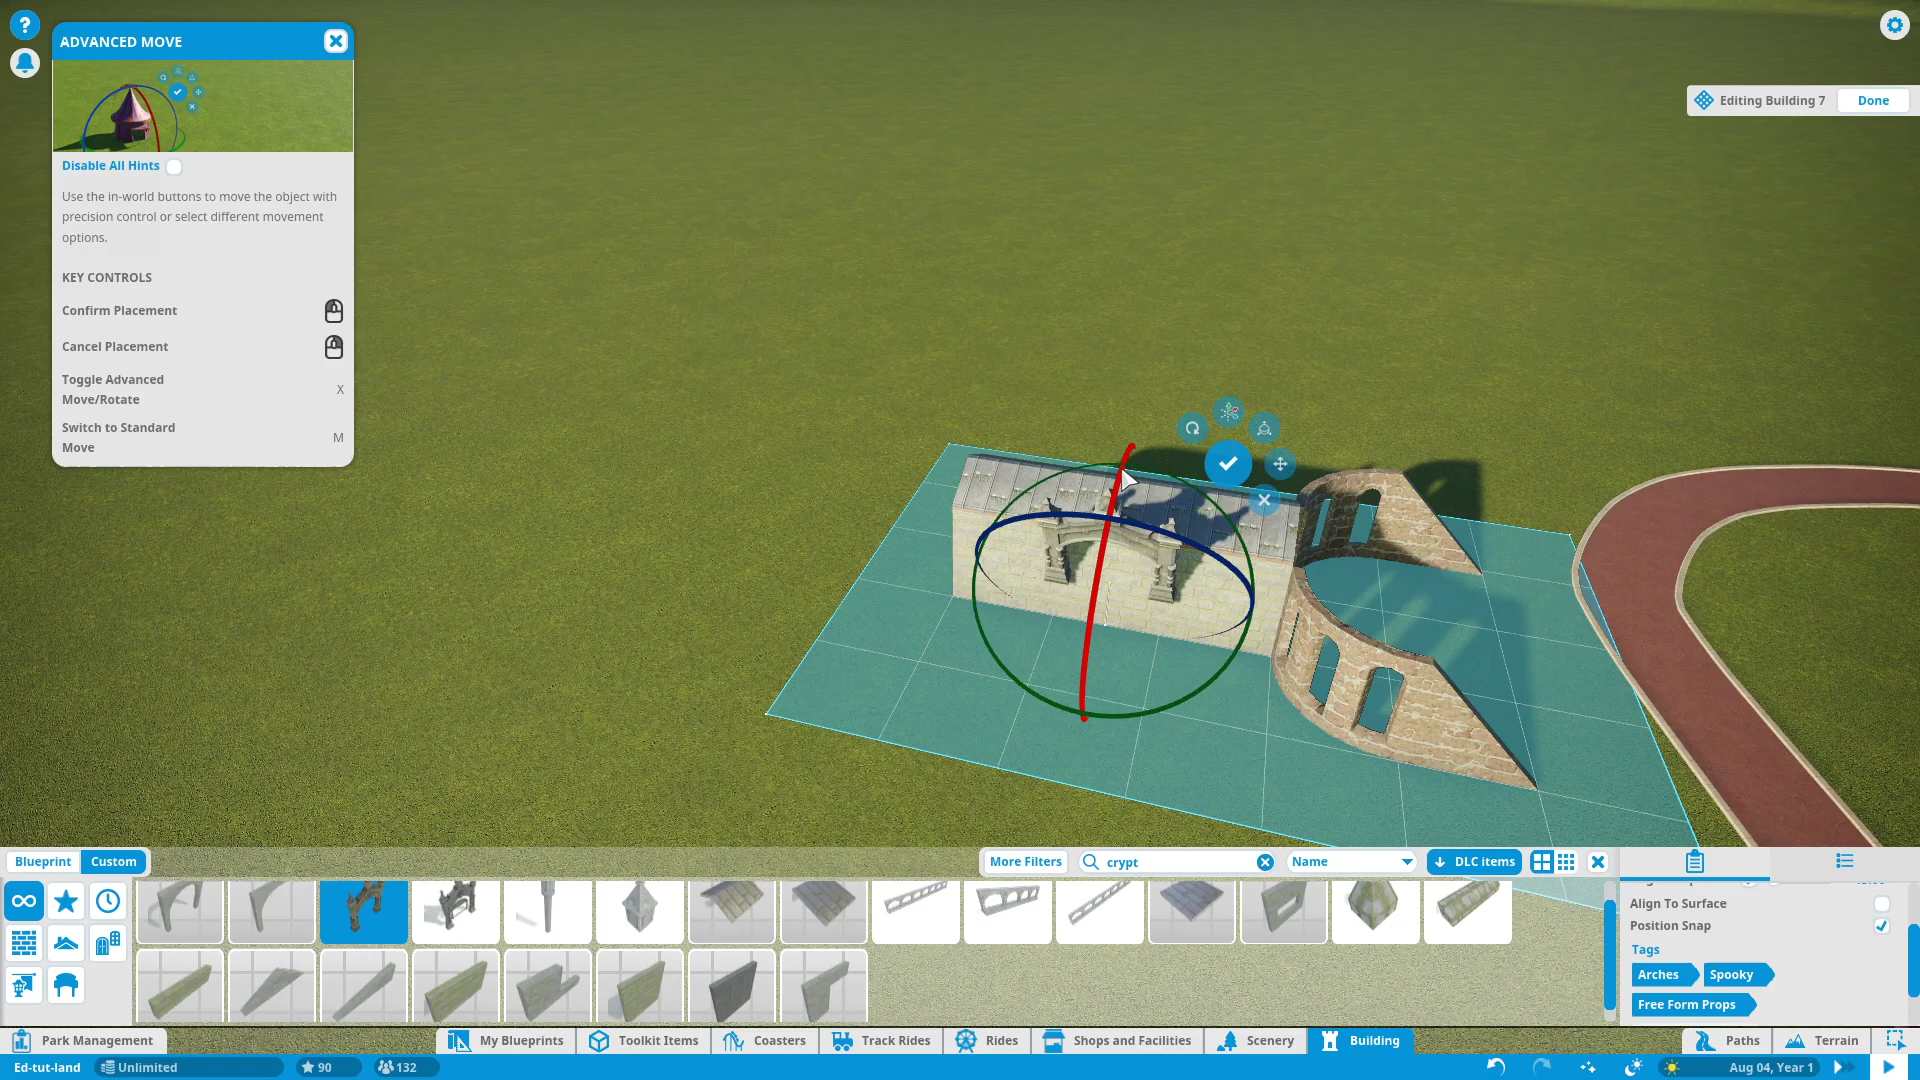 ADVANCED MOVE
Disable All Hints
Use the in-world buttons to move the object with
precision control or select different movement
options.
KEY CONTROLS
Confirm Placement
Cancel Placement
Toggle Advanced
Move/Rotate
X
Switch to Standard
Move
M
Editing Building 7
Done
Blueprint
Custom
More Filters
crypt
Name
DLC items
Align To Surface
Position Snap
Tags
Arches
Spooky
Free Form Props
Park Management
My Blueprints
Toolkit Items
Coasters
Track Rides
Rides
Shops and Facilities
Scenery
Building
Paths
Terrain
Ed-tut-land
Unlimited
90
132
Aug 04, Year 1